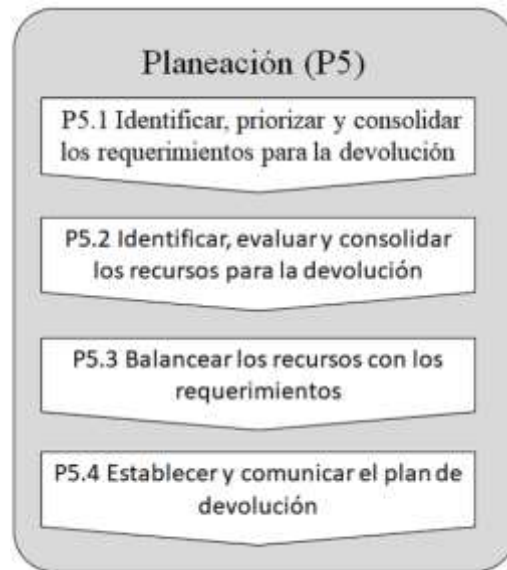 Planeación (P5)
P5.1 Identificar, priorizar y consolidar
los requerimientos para la devolución
P5.2 Identificar, evaluar y consolidar
los recursos para la devolución
P5.3 Balancear los recursos con los
requerimientos
P5.4 Establecer y comunicar el plan de
devolución